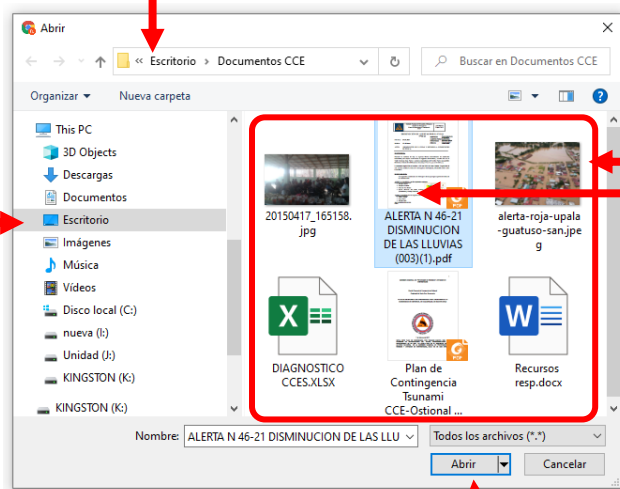 Abrir
« Escritorio > Documentos CCE
Buscar en Documentos CCE
Organizar
Nueva carpeta
This PC
3D Objects
Descargas
Documentos
Escritorio
Imágenes
Música
Vídeos
Disco local (C:)
nueva (I:)
Unidad (J:)
KINGSTON (K:)
KINGSTON (K:)
20150417_165158.
jpg
ALERTA N 46-21
DISMINUCION
DE LAS LLUVIAS
(003)(1).pdf
alerta-roja-upala
-guatuso-san.jpe
g
DIAGNOSTICO
CCES.XLSX
Plan de
Contingencia
Tsunami
CCE-Ostional ...
Recursos
resp.docx
Nombre: ALERTA N 46-21 DISMINUCION DE LAS LLU
Todos los archivos (*.*)
Abrir
Cancelar